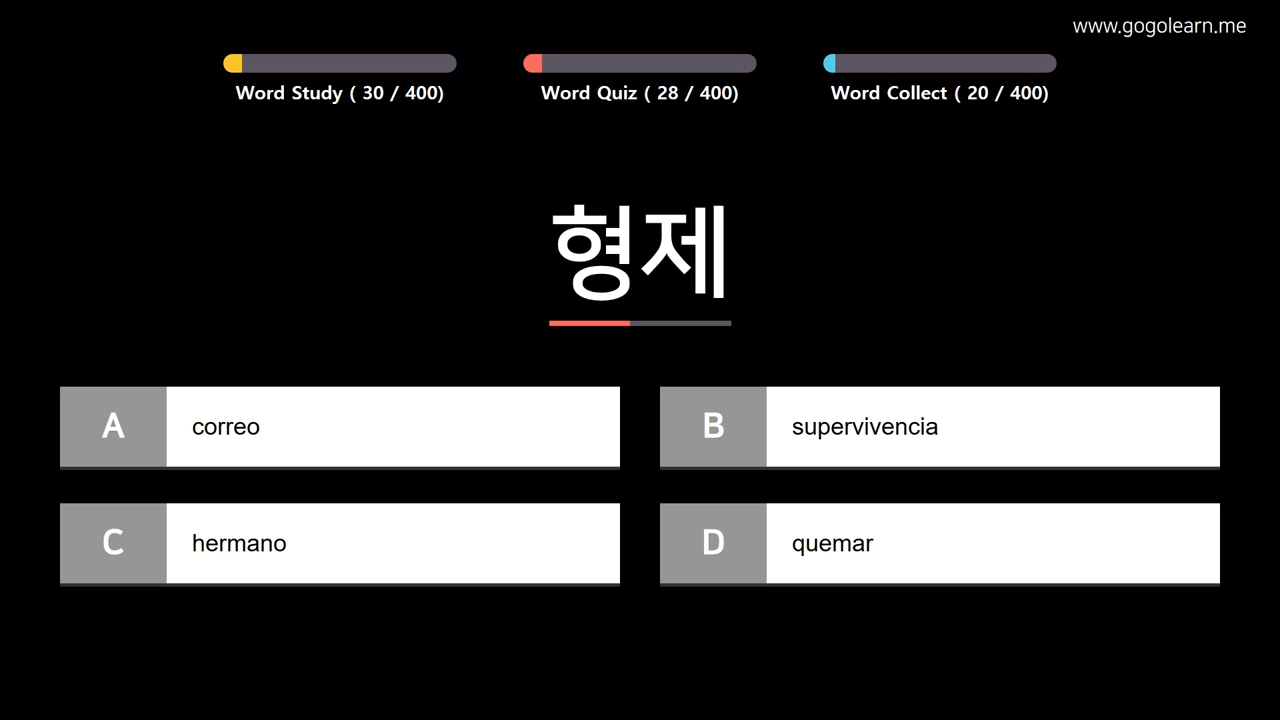 www.gogolearn.me
Word Study ( 30 / 400)
Word Quiz ( 28 / 400)
Word Collect ( 20 / 400)
형제
A correo
B supervivencia
C hermano
D quemar